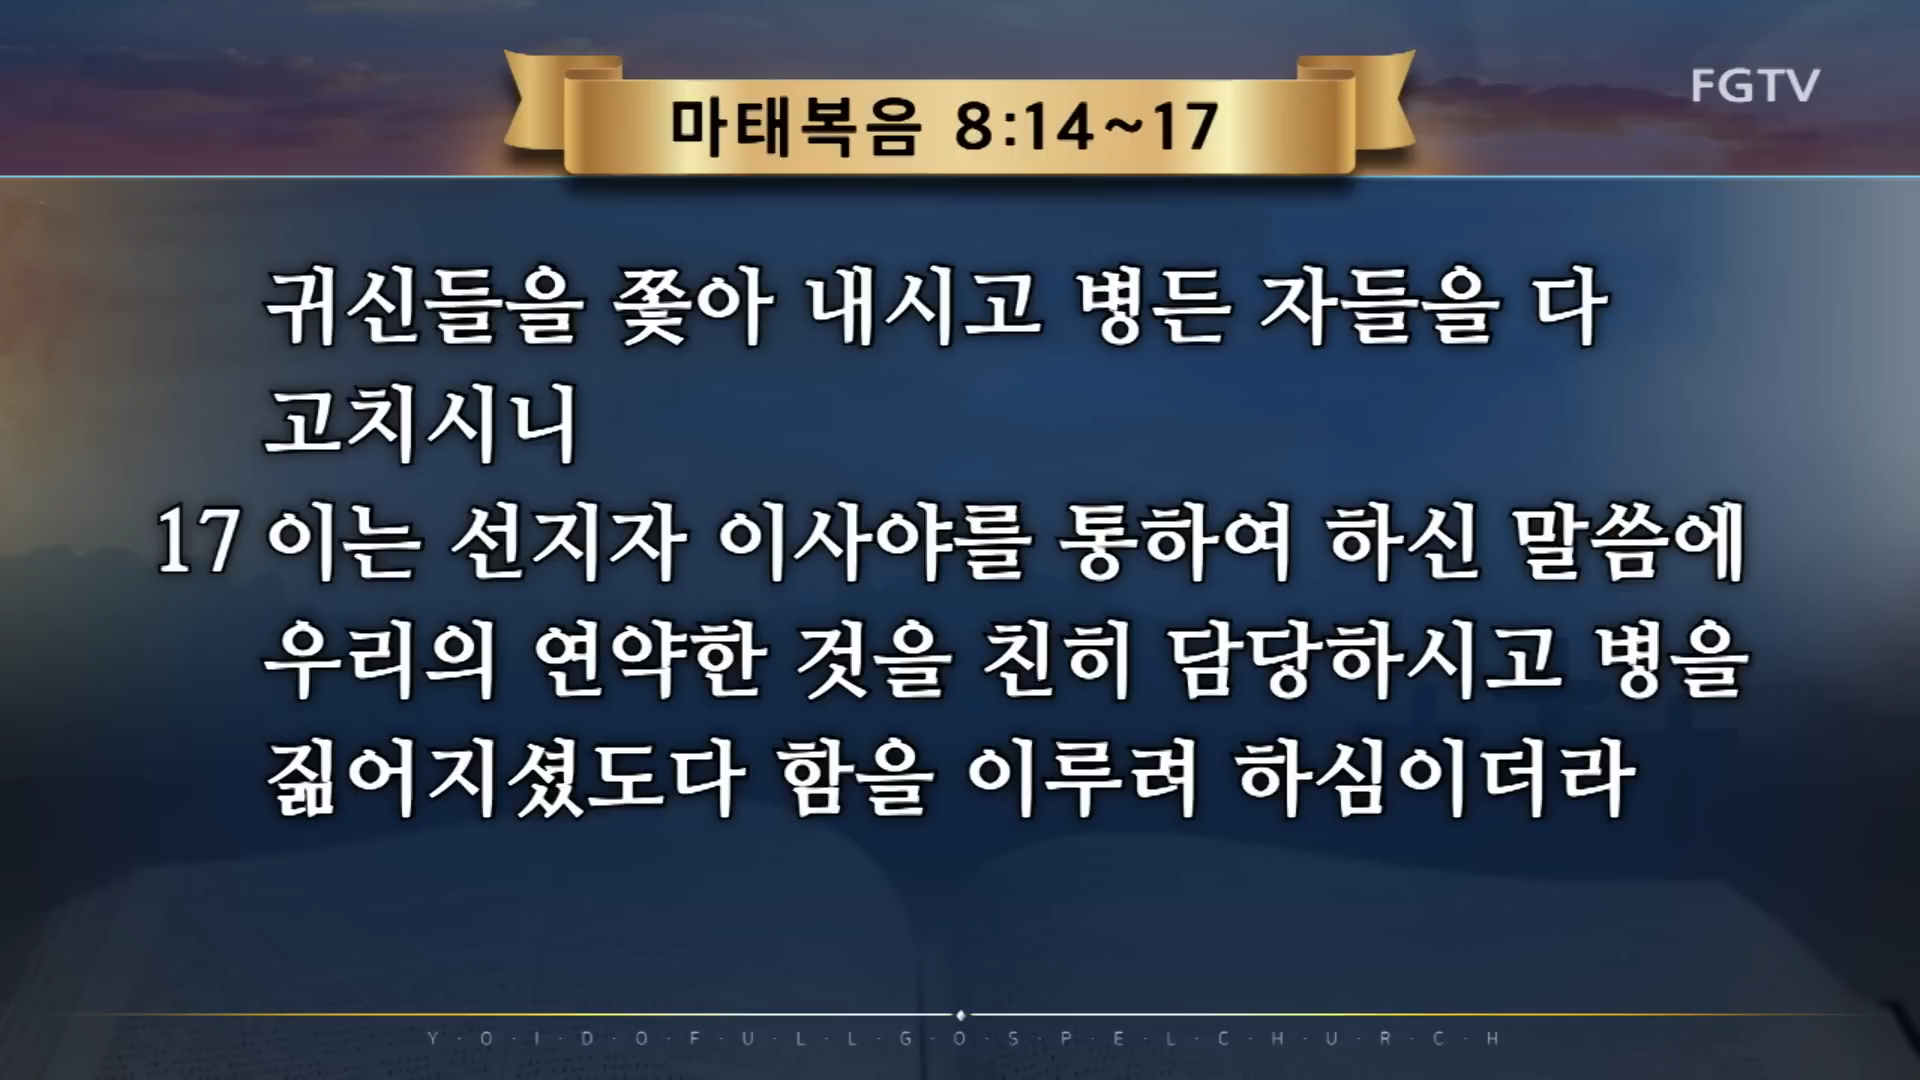 마태복음 8:14~17
FGTV
귀신들을 쫓아 내시고 병든 자들을 다
고치시니
17 이는 선지자 이사야를 통하여 하신 말씀에
우리의 연약한 것을 친히 담당하시고 병을
짊어지셨도다 함을 이루려 하심이더라
Y·O·I·D·O·F·U·L·L·G·O·S·P·E·L·C·H·U·R·C·H